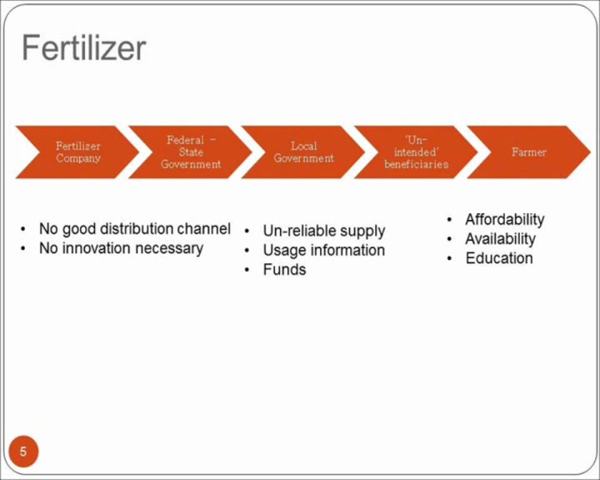 Fertilizer
Fertilizer
Company
Federal –
State
Government
Local
Government
'Un-
intended'
beneficiaries
Farmer
• No good distribution channel
• No innovation necessary
• Un-reliable supply
• Usage information
• Funds
• Affordability
• Availability
• Education
5